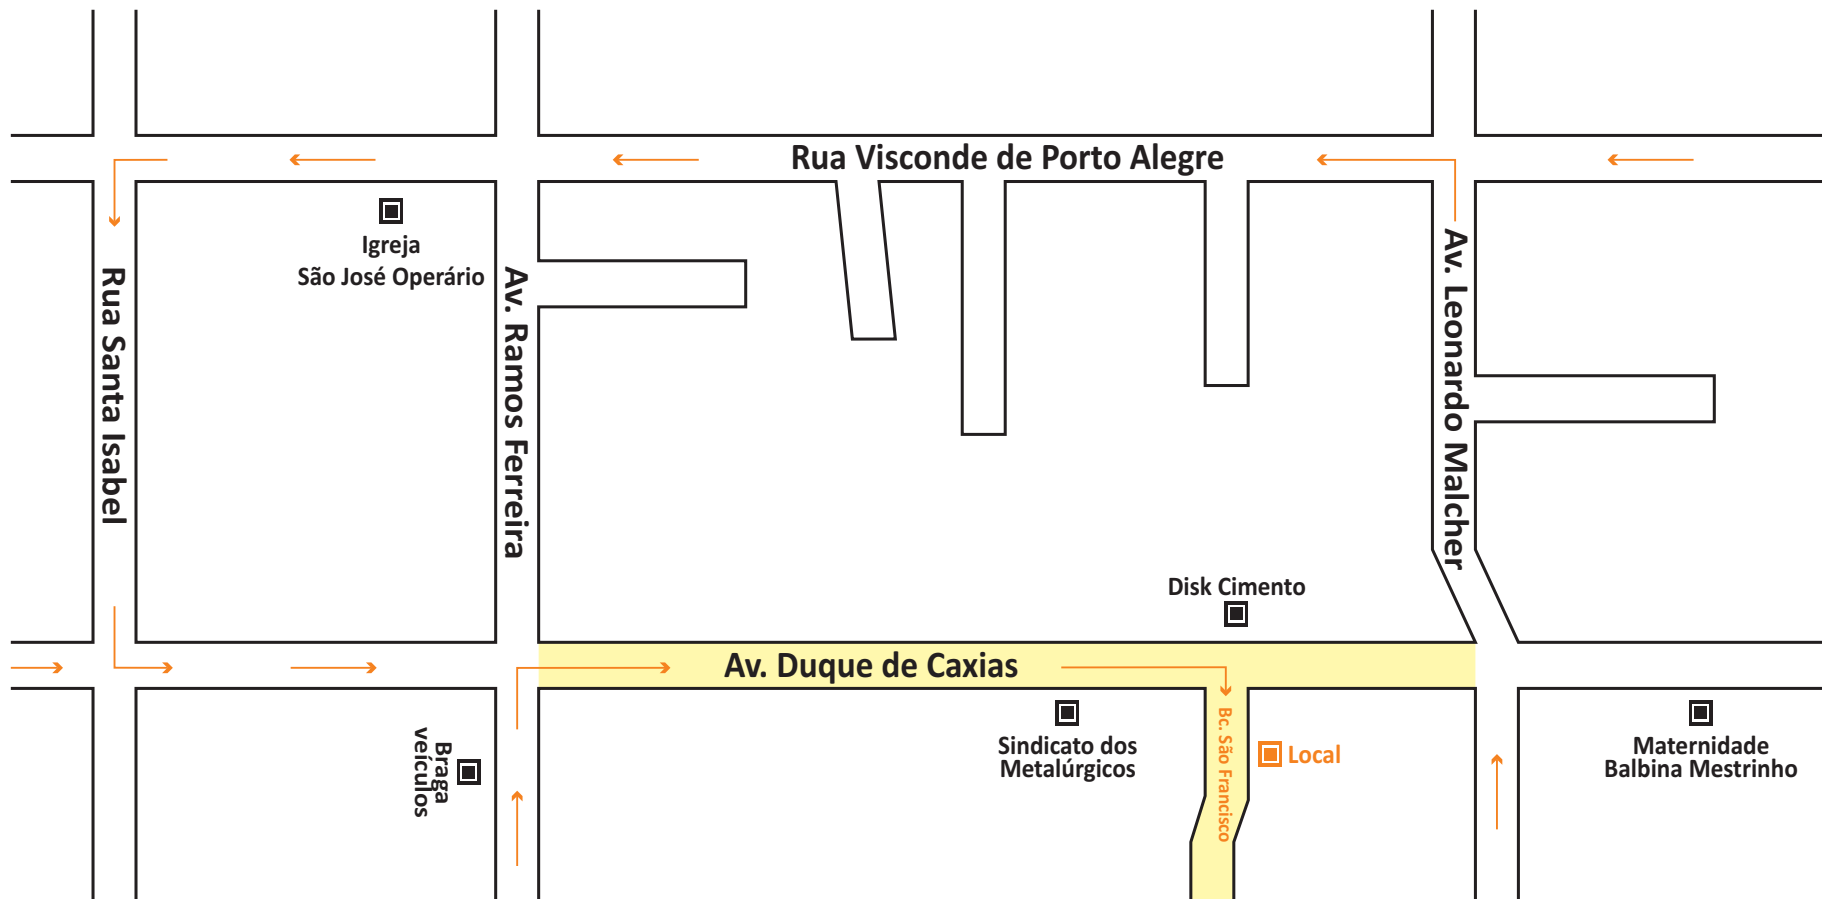 Rua Visconde de Porto Alegre
Igreja
São José Operário
Rua Santa Isabel
Av. Ramos Ferreira
Av. Leonardo Malcher
Disk Cimento
Av. Duque de Caxias
Braga
veículos
Sindicato dos
Metalúrgicos
Bc. São Francisco
Local
Maternidade
Balbina Mestrinho